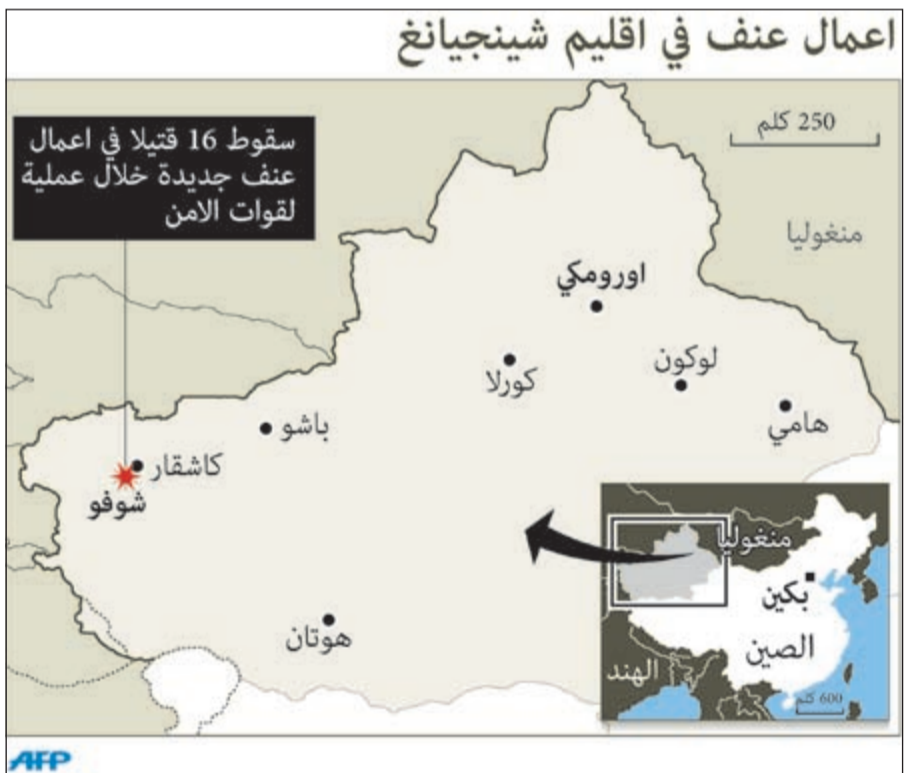 اعمال عنف في اقليم شينجيانغ
250 كلم
سقوط 16 قتيلا في اعمال
عنف جديدة خلال عملية
لقوات الامن
منغوليا
اورومكي
لوكون
كورلا
هامي
باشو
كاشقار
شوفو
هوتان
منغوليا
بكين
الصين
الهند
600 كلم
AFP